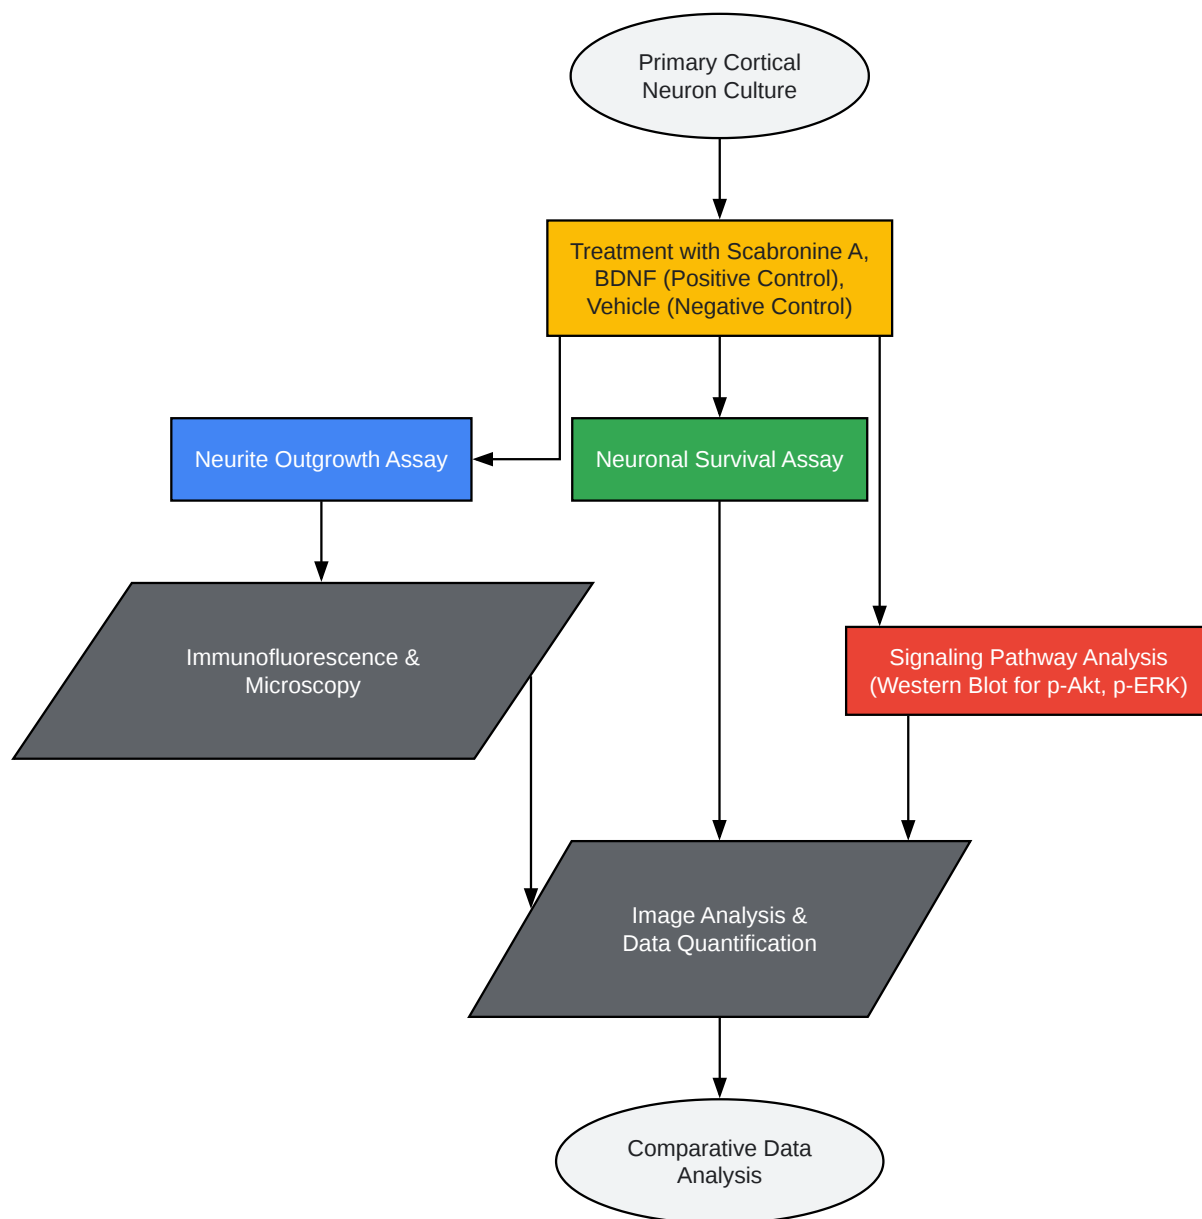 Primary Cortical
Neuron Culture
Treatment with Scabronine A,
BDNF (Positive Control),
Vehicle (Negative Control)
Neurite Outgrowth Assay
Neuronal Survival Assay
Immunofluorescence &
Microscopy
Signaling Pathway Analysis
(Western Blot for p-Akt, p-ERK)
Image Analysis &
Data Quantification
Comparative Data
Analysis